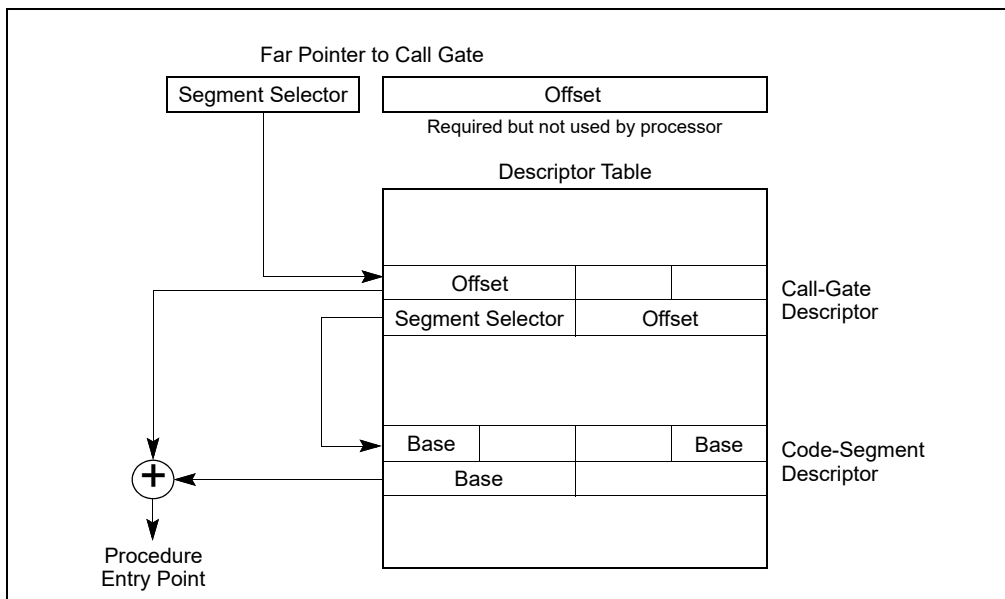 Far Pointer to Call Gate
Segment Selector
Offset
Required but not used by processor
Descriptor Table
Offset
Call-Gate
Descriptor
Segment Selector
Offset
Base
Base
Code-Segment
Descriptor
Base
+
Procedure
Entry Point